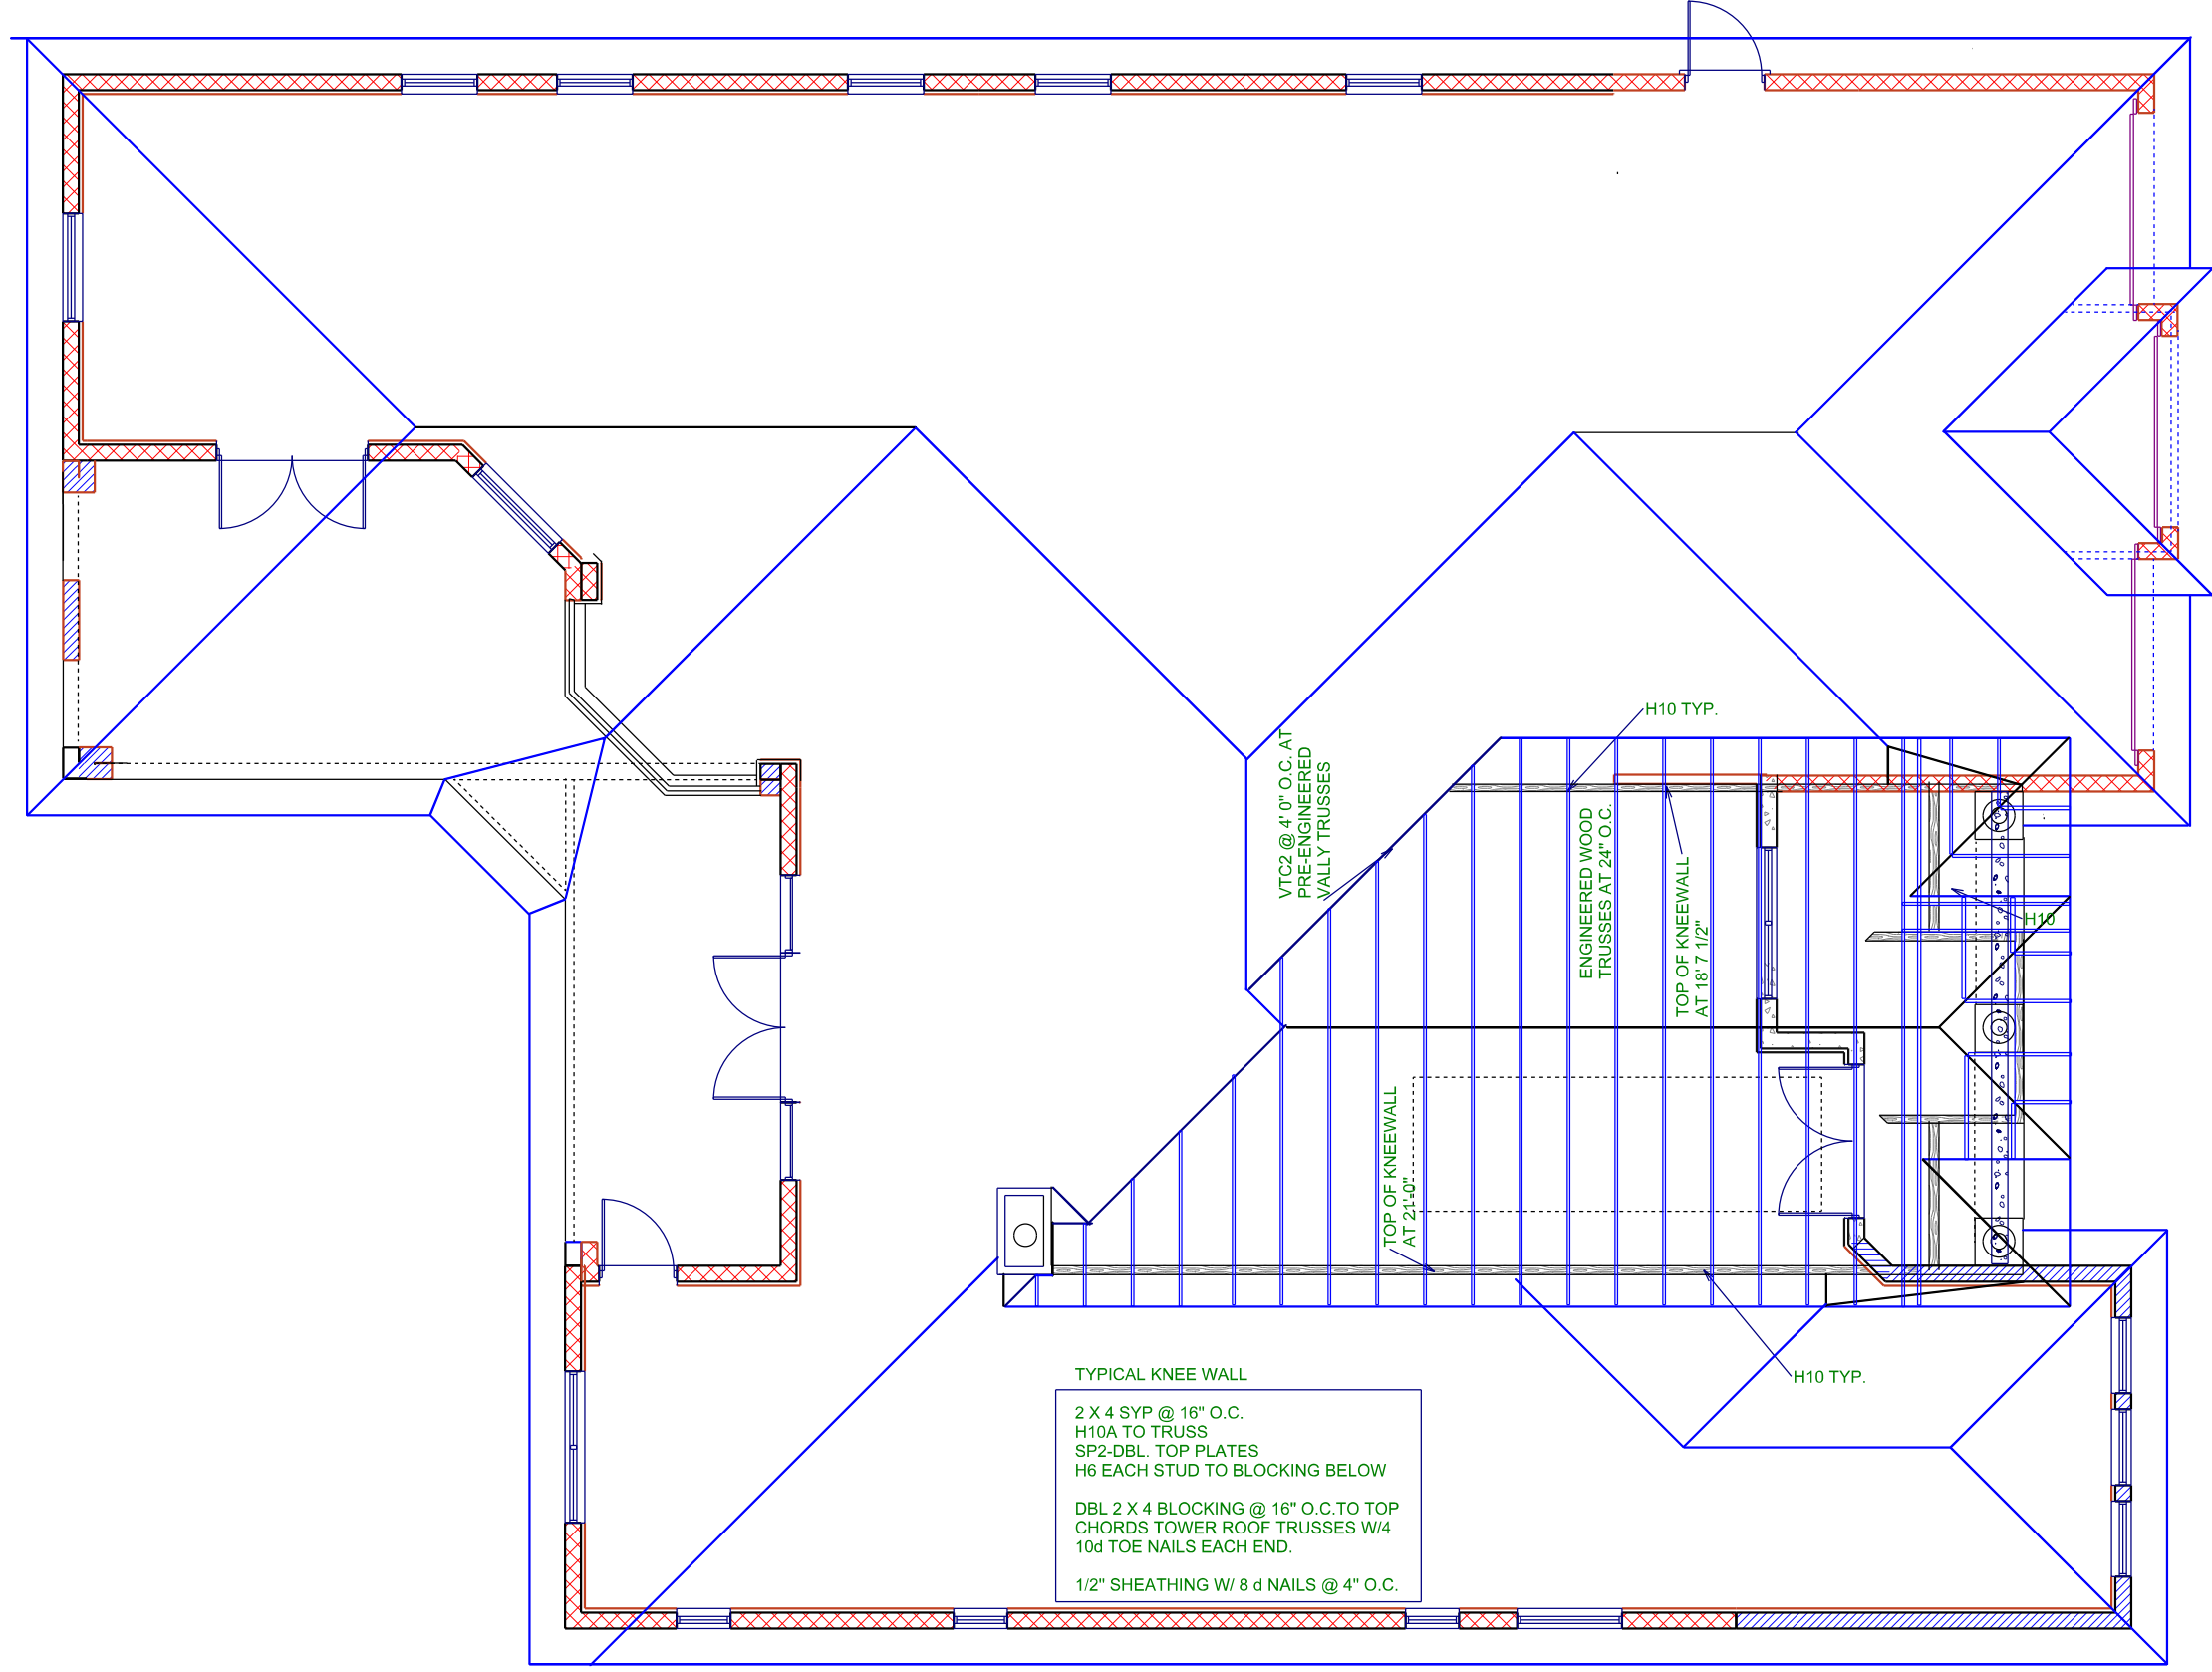 H10 TYP.
VTC2 @ 4' 0" O.C. AT
PRE-ENGINEERED
VALLY TRUSSES
ENGINEERED WOOD
TRUSSES AT 24" O.C.
TOP OF KNEEWALL
AT 18' 7 1/2"
H10
TOP OF KNEEWALL
AT 21'-0"
H10 TYP.
TYPICAL KNEE WALL
2 X 4 SYP @ 16" O.C.
H10A TO TRUSS
SP2-DBL. TOP PLATES
H6 EACH STUD TO BLOCKING BELOW
DBL 2 X 4 BLOCKING @ 16" O.C.TO TOP
CHORDS TOWER ROOF TRUSSES W/4
10d TOE NAILS EACH END.
1/2" SHEATHING W/ 8 d NAILS @ 4" O.C.